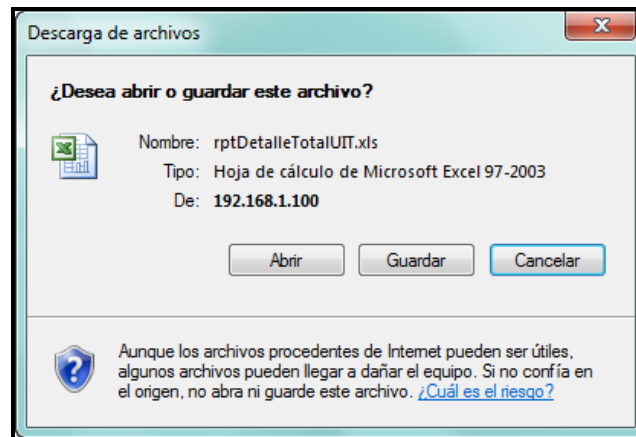 Descarga de archivos
¿Desea abrir o guardar este archivo?
Nombre: rptDetalleTotalUIT.xls
Tipo: Hoja de cálculo de Microsoft Excel 97-2003
De: 192.168.1.100
Abrir Guardar Cancelar
Aunque los archivos procedentes de Internet pueden ser útiles,
algunos archivos pueden llegar a dañar el equipo. Si no confía en
el origen, no abra ni guarde este archivo. ¿Cuál es el riesgo?